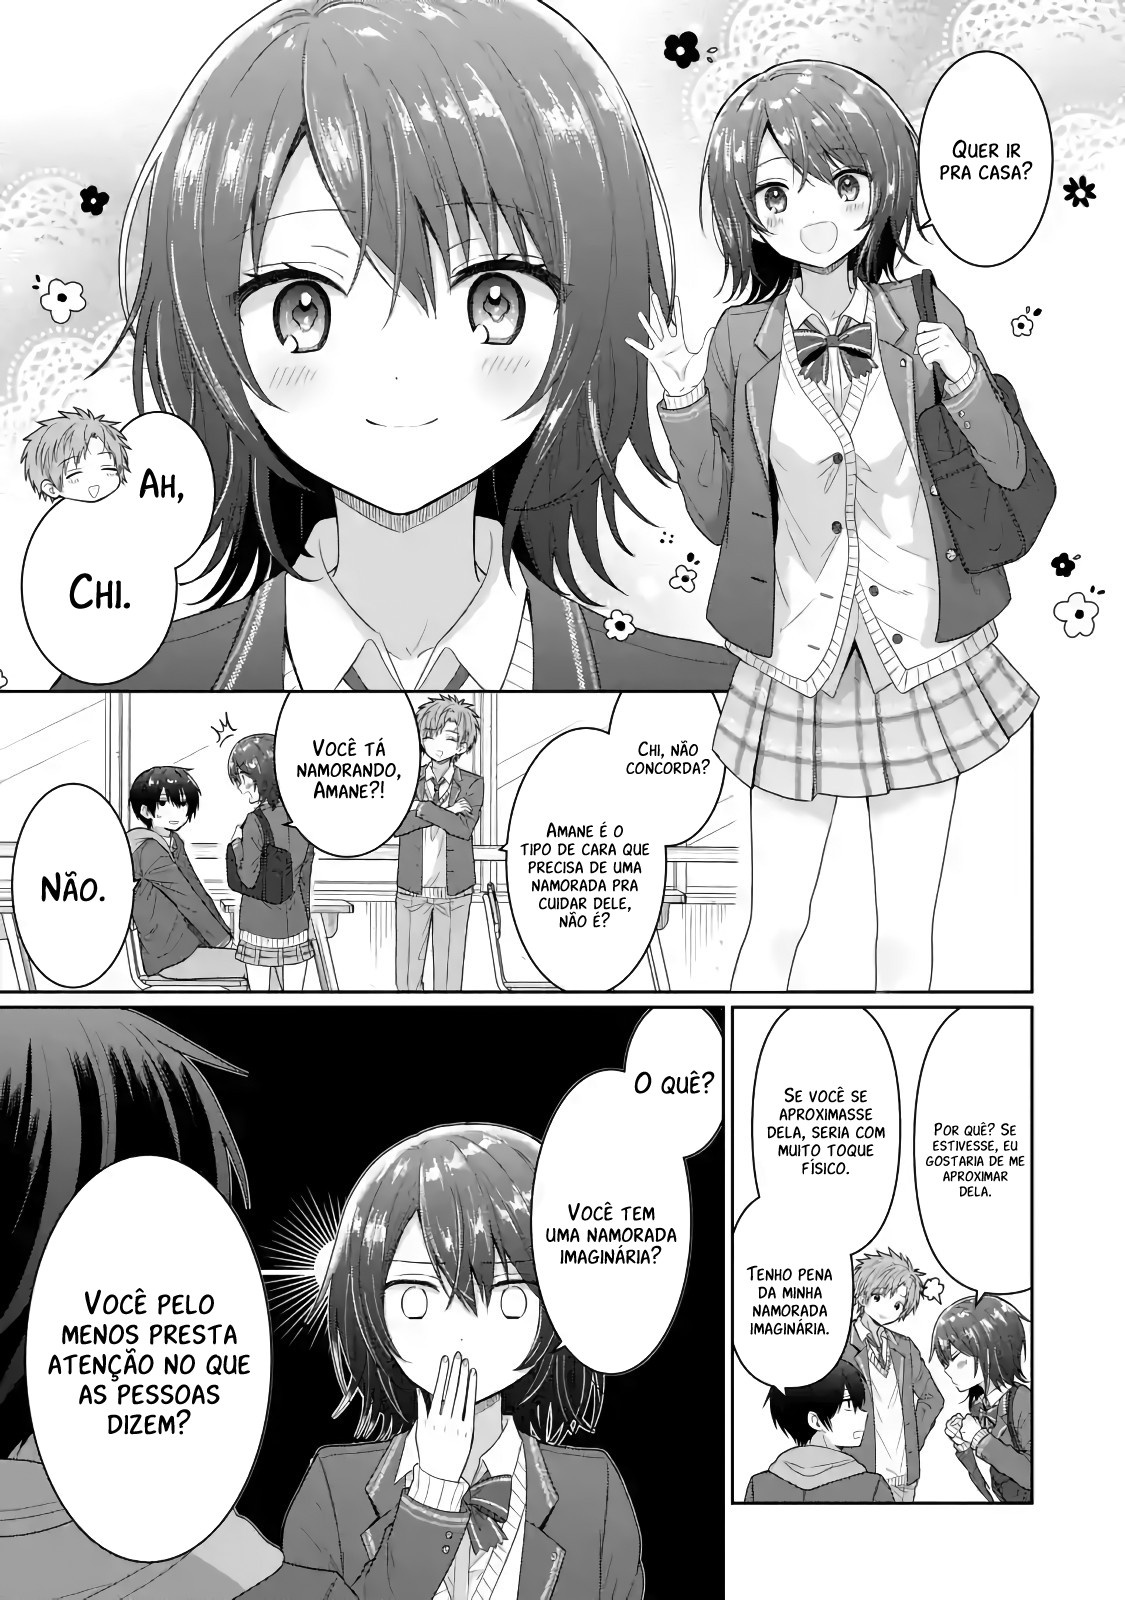 QUER IR
PRA CASA?
AH,
CHI.
CHI, NÃO
CONCORDA?
AMANE É O
TIPO DE CARA QUE
PRECISA DE UMA
NAMORADA PRA
CUIDAR DELE,
NÃO É?
VOCÊ TÁ
NAMORANDO,
AMANE?!
NÃO.
POR QUÊ? SE
ESTIVESSE, EU
GOSTARIA DE ME
APROXIMAR
DELA.
SE VOCÊ SE
APROXIMASSE
DELA, SERIA COM
MUITO TOQUE
FÍSICO.
TENHO PENA
DA MINHA
NAMORADA
IMAGINÁRIA.
O QUÊ?
VOCÊ TEM
UMA NAMORADA
IMAGINÁRIA?
VOCÊ PELO
MENOS PRESTA
ATENÇÃO NO QUE
AS PESSOAS
DIZEM?